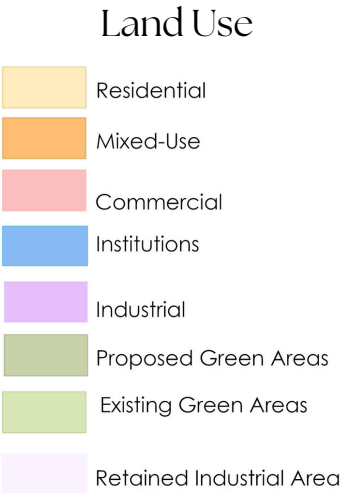 Land Use
Residential
Mixed-Use
Commercial
Institutions
Industrial
Proposed Green Areas
Existing Green Areas
Retained Industrial Area